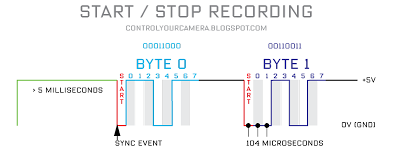 START / STOP RECORDING
CONTROLYOURCAMERA.BLOGSPOT.COM
00011000 00110011
BYTE 0 BYTE 1
START 0 1 2 3 4 5 6 7 START 0 1 2 3 4 5 6 7
+5V
> 5 MILLISECONDS
0V (GND)
SYNC EVENT 104 MICROSECONDS